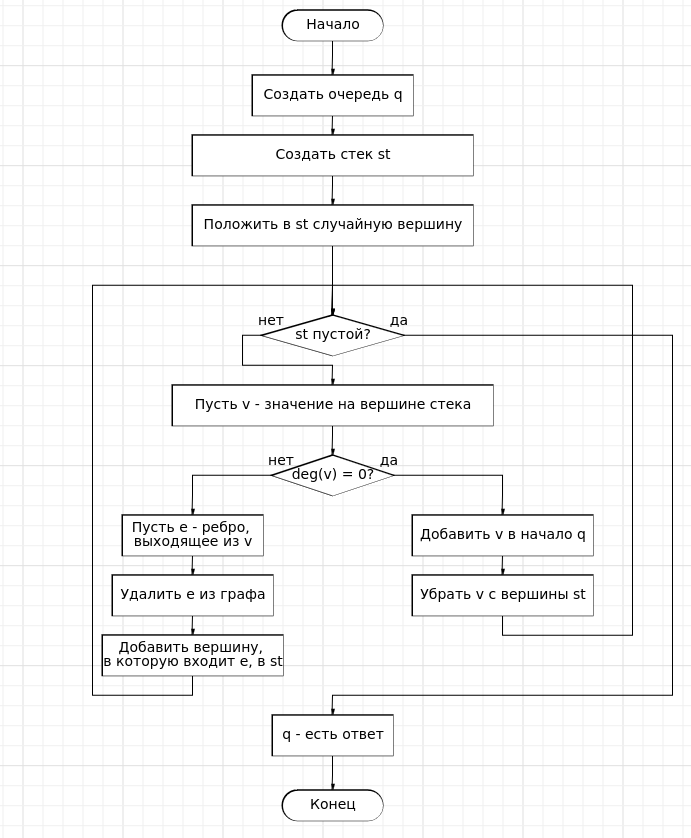 Начало
Создать очередь q
Создать стек st
Положить в st случайную вершину
нет
да
st пустой?
Пусть v - значение на вершине стека
нет
да
deg(v) = 0?
Пусть e - ребро,
выходящее из v
Добавить v в начало q
Удалить e из графа
Убрать v с вершины st
Добавить вершину,
в которую входит e, в st
q - есть ответ
Конец